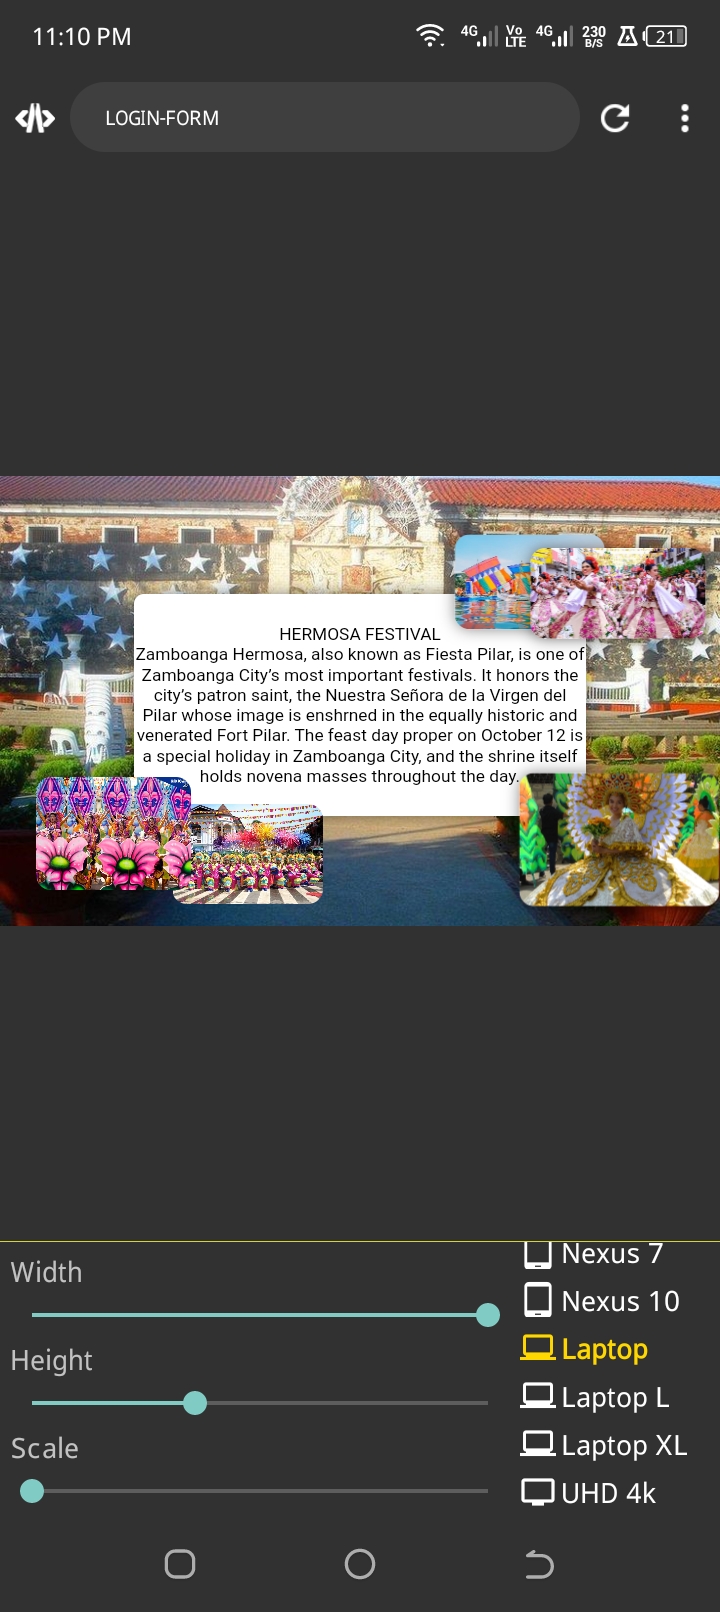 11:10 PM
4G
Vo
LTE
4G
230
B/S
21
LOGIN-FORM
HERMOSA FESTIVAL
Zamboanga Hermosa, also known as Fiesta Pilar, is one of
Zamboanga City's most important festivals. It honors the
city's patron saint, the Nuestra Señora de la Virgen del
Pilar whose image is enshrned in the equally historic and
venerated Fort Pilar. The feast day proper on October 12 is
a special holiday in Zamboanga City, and the shrine itself
holds novena masses throughout the day.
Width
Height
Scale
Nexus 7
Nexus 10
Laptop
Laptop L
Laptop XL
UHD 4k